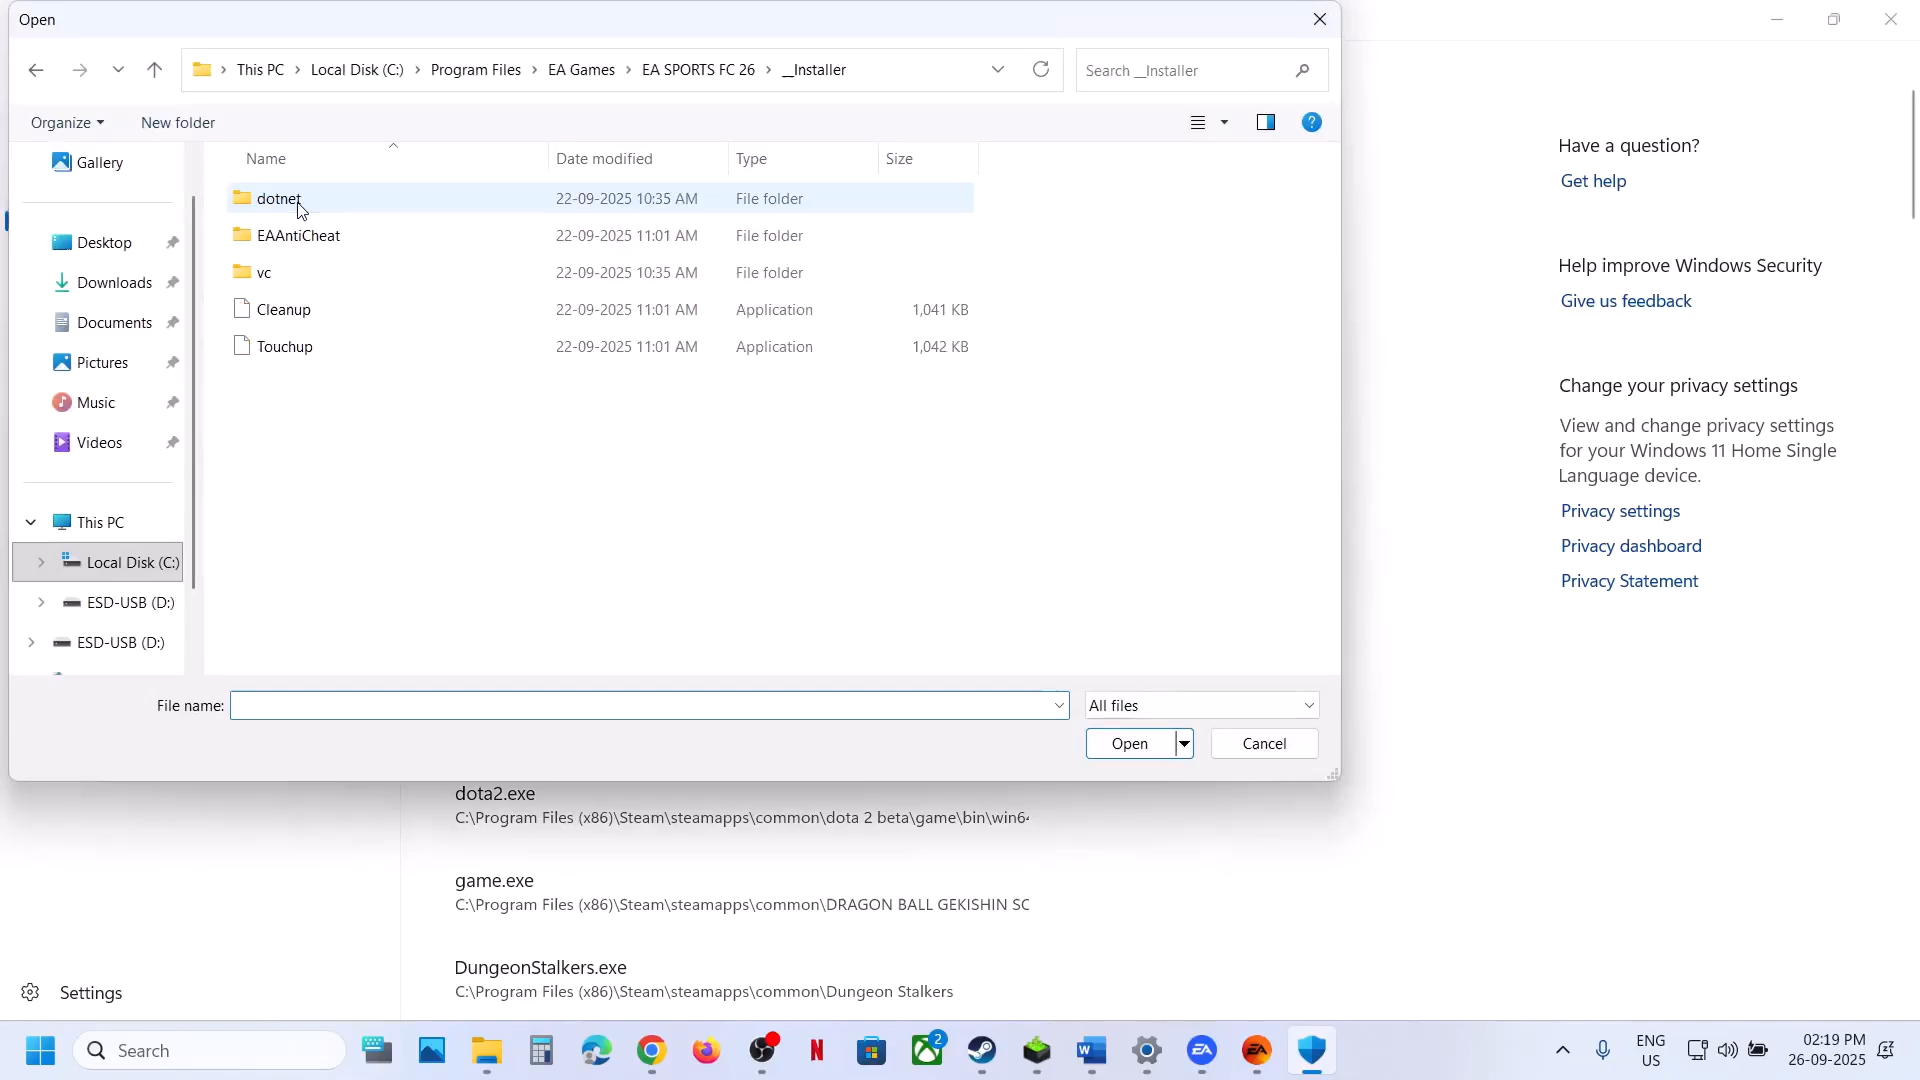 Open
This PC > Local Disk (C:) > Program Files > EA Games > EA SPORTS FC 26 > __Installer
Search __Installer
Organize
New folder
Name
Date modified
Type
Size
dotnet
22-09-2025 10:35 AM
File folder
EAAntiCheat
22-09-2025 11:01 AM
File folder
vc
22-09-2025 10:35 AM
File folder
Cleanup
22-09-2025 11:01 AM
Application
1,041 KB
Touchup
22-09-2025 11:01 AM
Application
1,042 KB
Gallery
Desktop
Downloads
Documents
Pictures
Music
Videos
This PC
Local Disk (C:)
ESD-USB (D:)
ESD-USB (D:)
File name:
All files
Open
Cancel
Have a question?
Get help
Help improve Windows Security
Give us feedback
Change your privacy settings
View and change privacy settings
for your Windows 11 Home Single
Language device.
Privacy settings
Privacy dashboard
Privacy Statement
dota2.exe
C:\Program Files (x86)\Steam\steamapps\common\dota 2 beta\game\bin\win64
game.exe
C:\Program Files (x86)\Steam\steamapps\common\DRAGON BALL GEKISHIN SC
DungeonStalkers.exe
C:\Program Files (x86)\Steam\steamapps\common\Dungeon Stalkers
Settings
Search
2
ENG
US
02:19 PM
26-09-2025